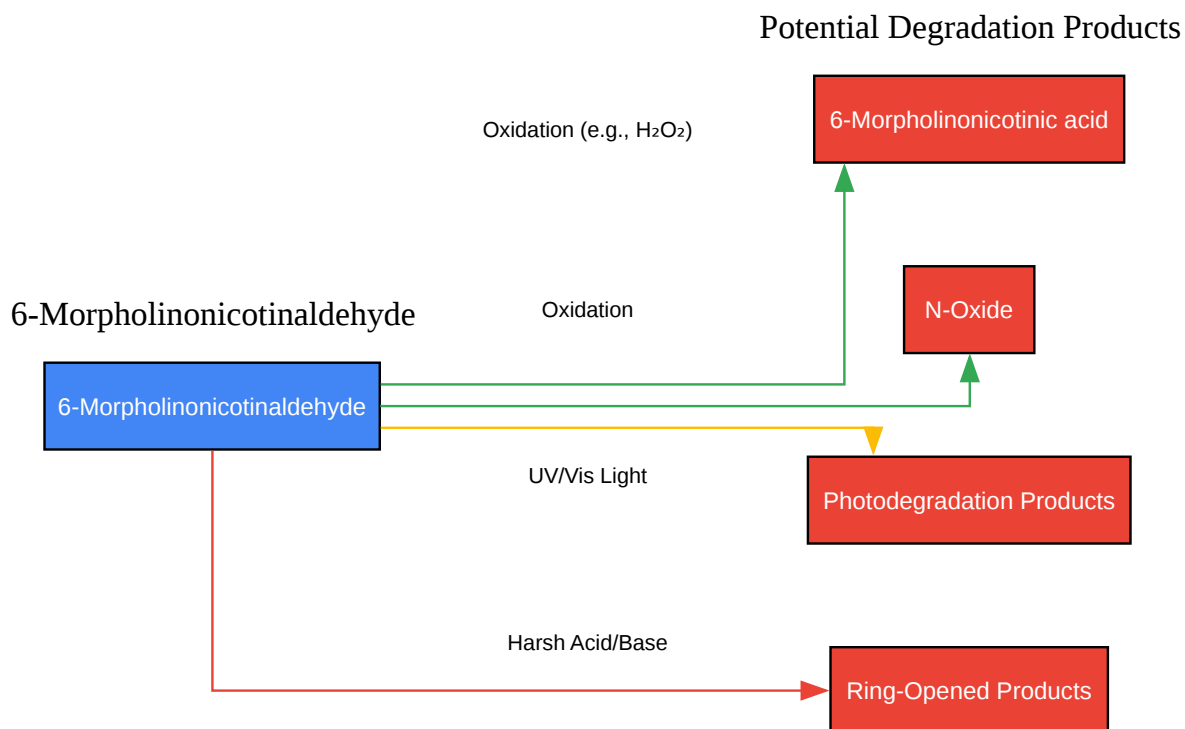 Potential Degradation Products
Oxidation (e.g., H₂O₂)
6-Morpholinonicotinic acid
6-Morpholinonicotinaldehyde
Oxidation
N-Oxide
6-Morpholinonicotinaldehyde
UV/Vis Light
Photodegradation Products
Harsh Acid/Base
Ring-Opened Products